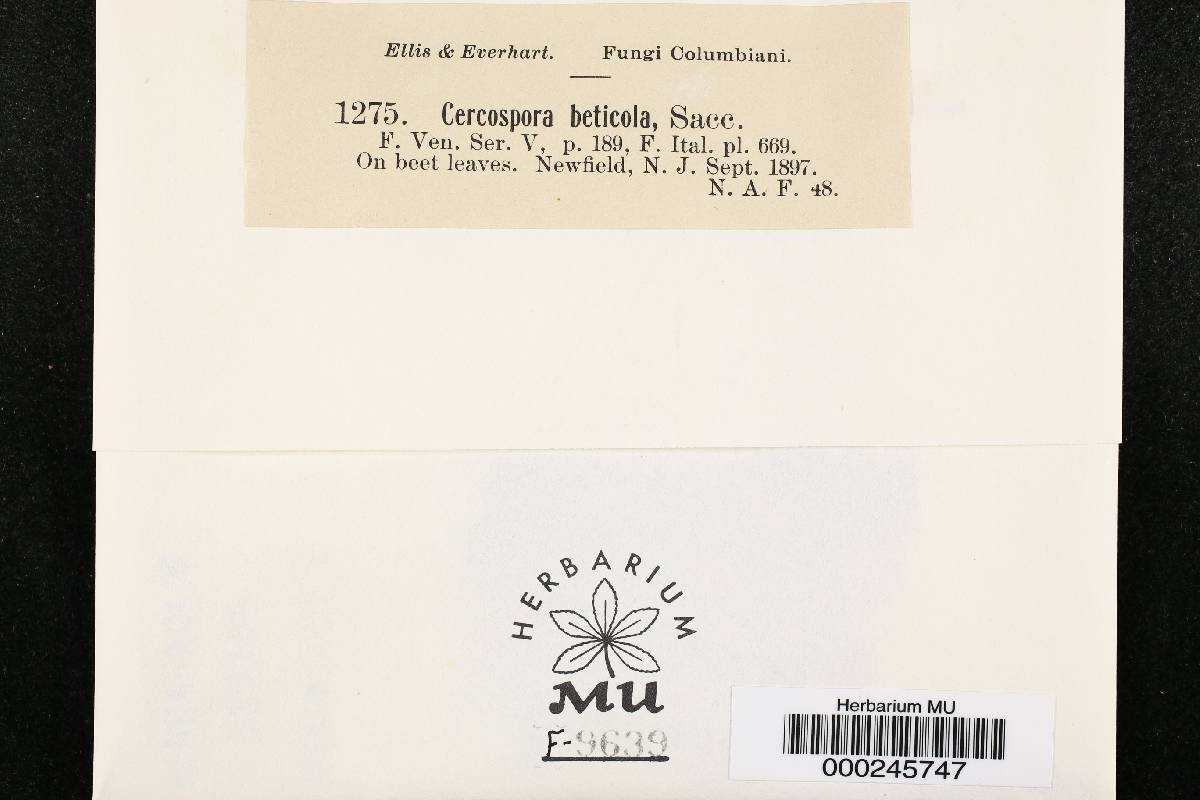 Ellis & Everhart. Fungi Columbiani.
1275. Cercospora beticola, Sacc.
F. Ven. Ser. V, p. 189, F. Ital. pl. 669.
On beet leaves. Newfield, N. J. Sept. 1897.
N. A. F. 48.
HERBARIUM
MU
F-9639
Herbarium MU
000245747